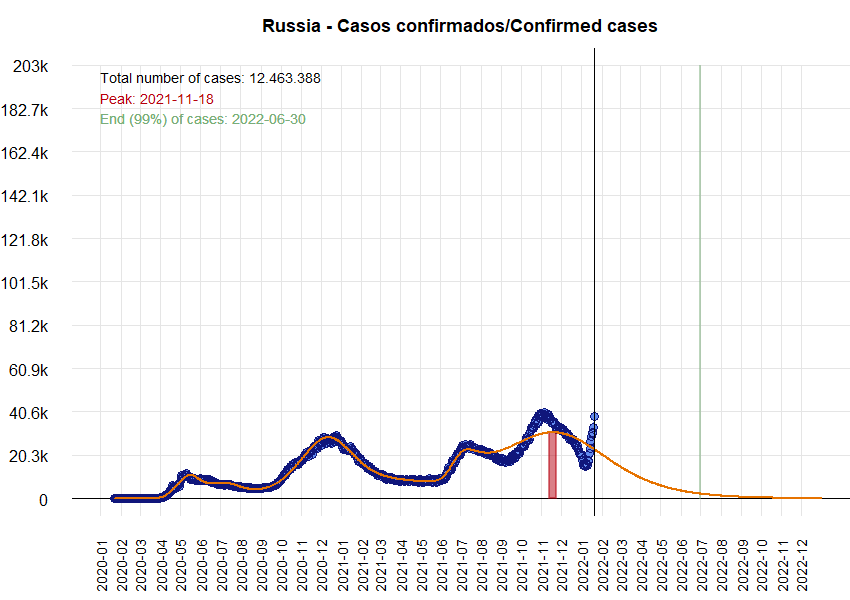 Russia - Casos confirmados/Confirmed cases
203k
Total number of cases: 12.463.388
Peak: 2021-11-18
182.7k
End (99%) of cases: 2022-06-30
162.4k
142.1k
121.8k
101.5k
81.2k
60.9k
40.6k
20.3k
0
2020-01
2020-02
2020-03
2020-04
2020-05
2020-06
2020-07
2020-08
2020-09
2020-10
2020-11
2020-12
2021-01
2021-02
2021-03
2021-04
2021-05
2021-06
2021-07
2021-08
2021-09
2021-10
2021-11
2021-12
2022-01
2022-02
2022-03
2022-04
2022-05
2022-06
2022-07
2022-08
2022-09
2022-10
2022-11
2022-12